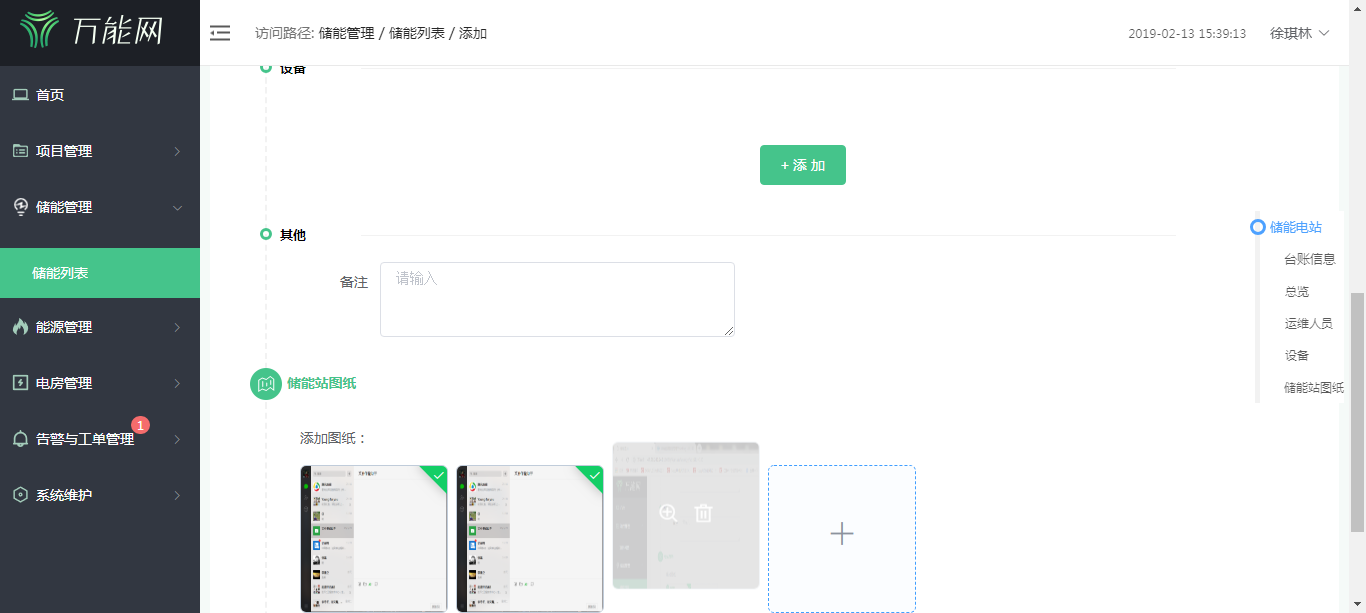 万能网
访问路径: 储能管理 / 储能列表 / 添加
2019-02-13 15:39:13
徐琪林
首页
项目管理
储能管理
储能列表
能源管理
电房管理
告警与工单管理
1
系统维护
设备
+ 添 加
其他
备注
请输入
储能站图纸
添加图纸：
储能电站
台账信息
总览
运维人员
设备
储能站图纸